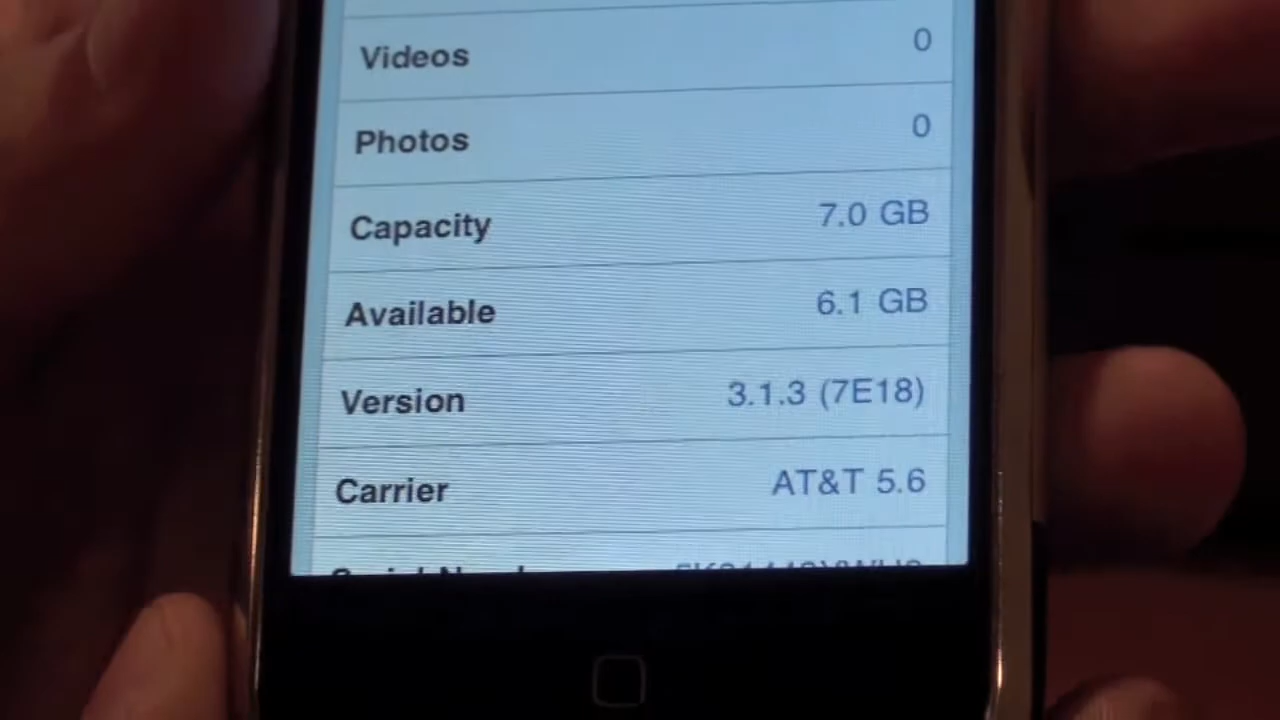 Videos 0
Photos 0
Capacity 7.0 GB
Available 6.1 GB
Version 3.1.3 (7E18)
Carrier AT&T 5.6